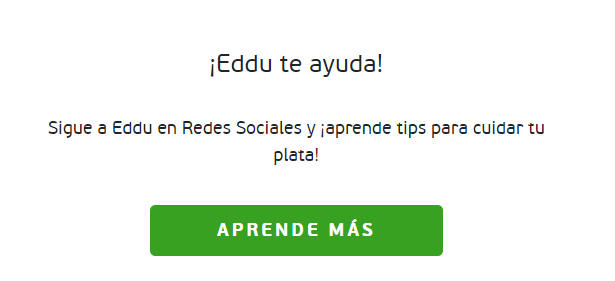 ¡Eddu te ayuda!
Sigue a Eddu en Redes Sociales y ¡aprende tips para cuidar tu
plata!
APRENDE MÁS